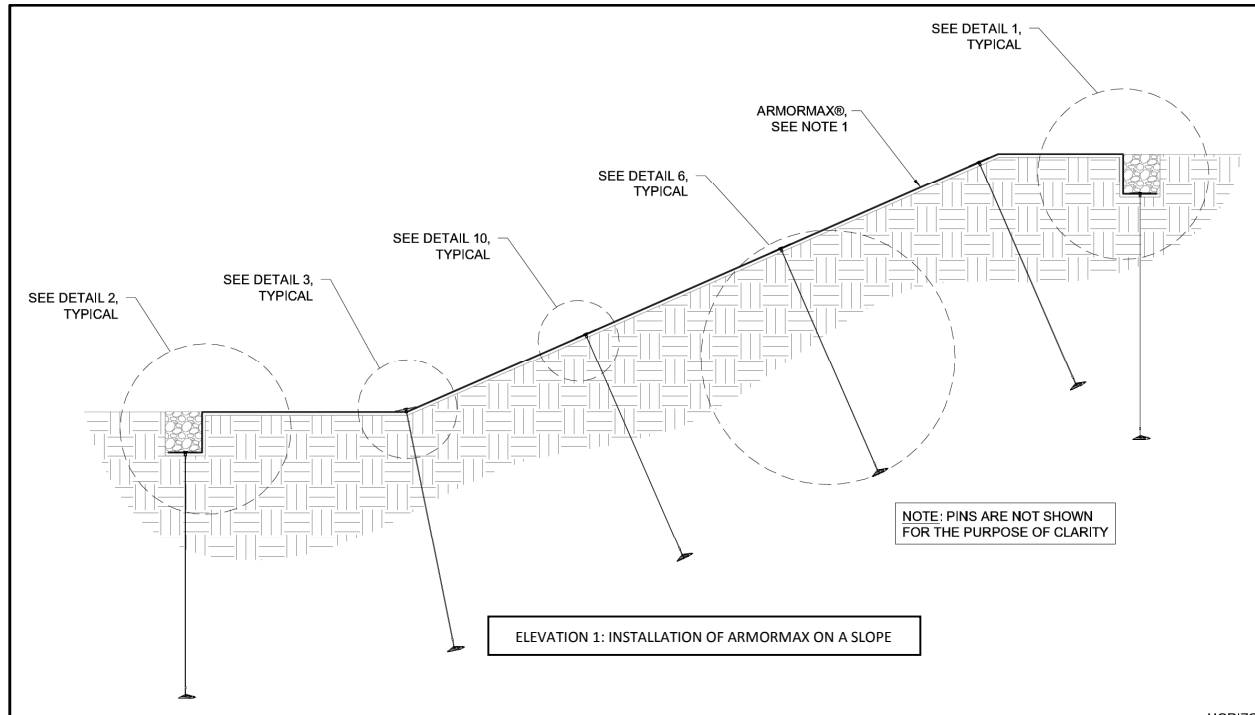 SEE DETAIL 1,
TYPICAL
ARMORMAX®,
SEE NOTE 1
SEE DETAIL 6,
TYPICAL
SEE DETAIL 10,
TYPICAL
SEE DETAIL 3,
TYPICAL
SEE DETAIL 2,
TYPICAL
NOTE: PINS ARE NOT SHOWN
FOR THE PURPOSE OF CLARITY
ELEVATION 1: INSTALLATION OF ARMORMAX ON A SLOPE